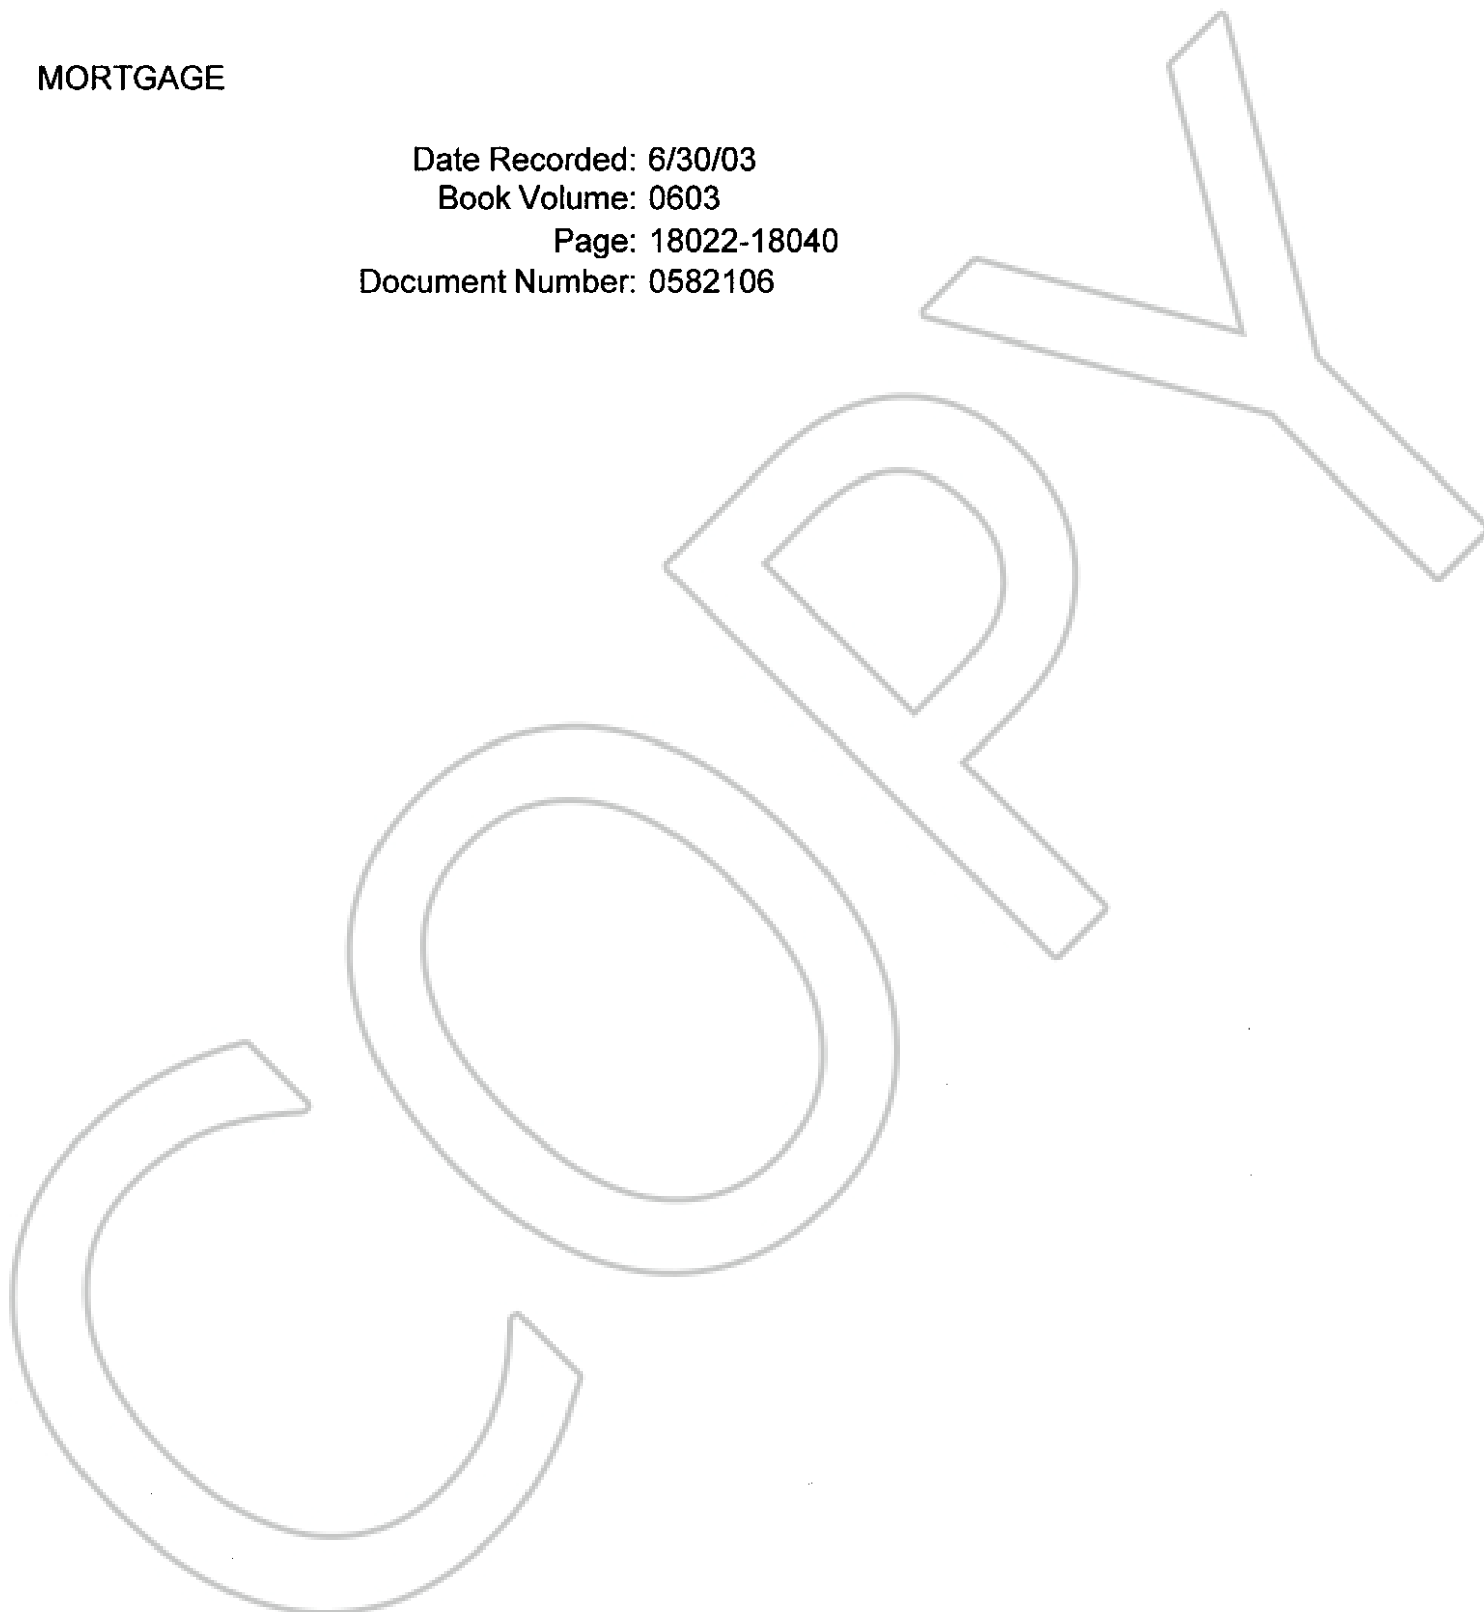 MORTGAGE
Date Recorded: 6/30/03
Book Volume: 0603
Page: 18022-18040
Document Number: 0582106
COPY